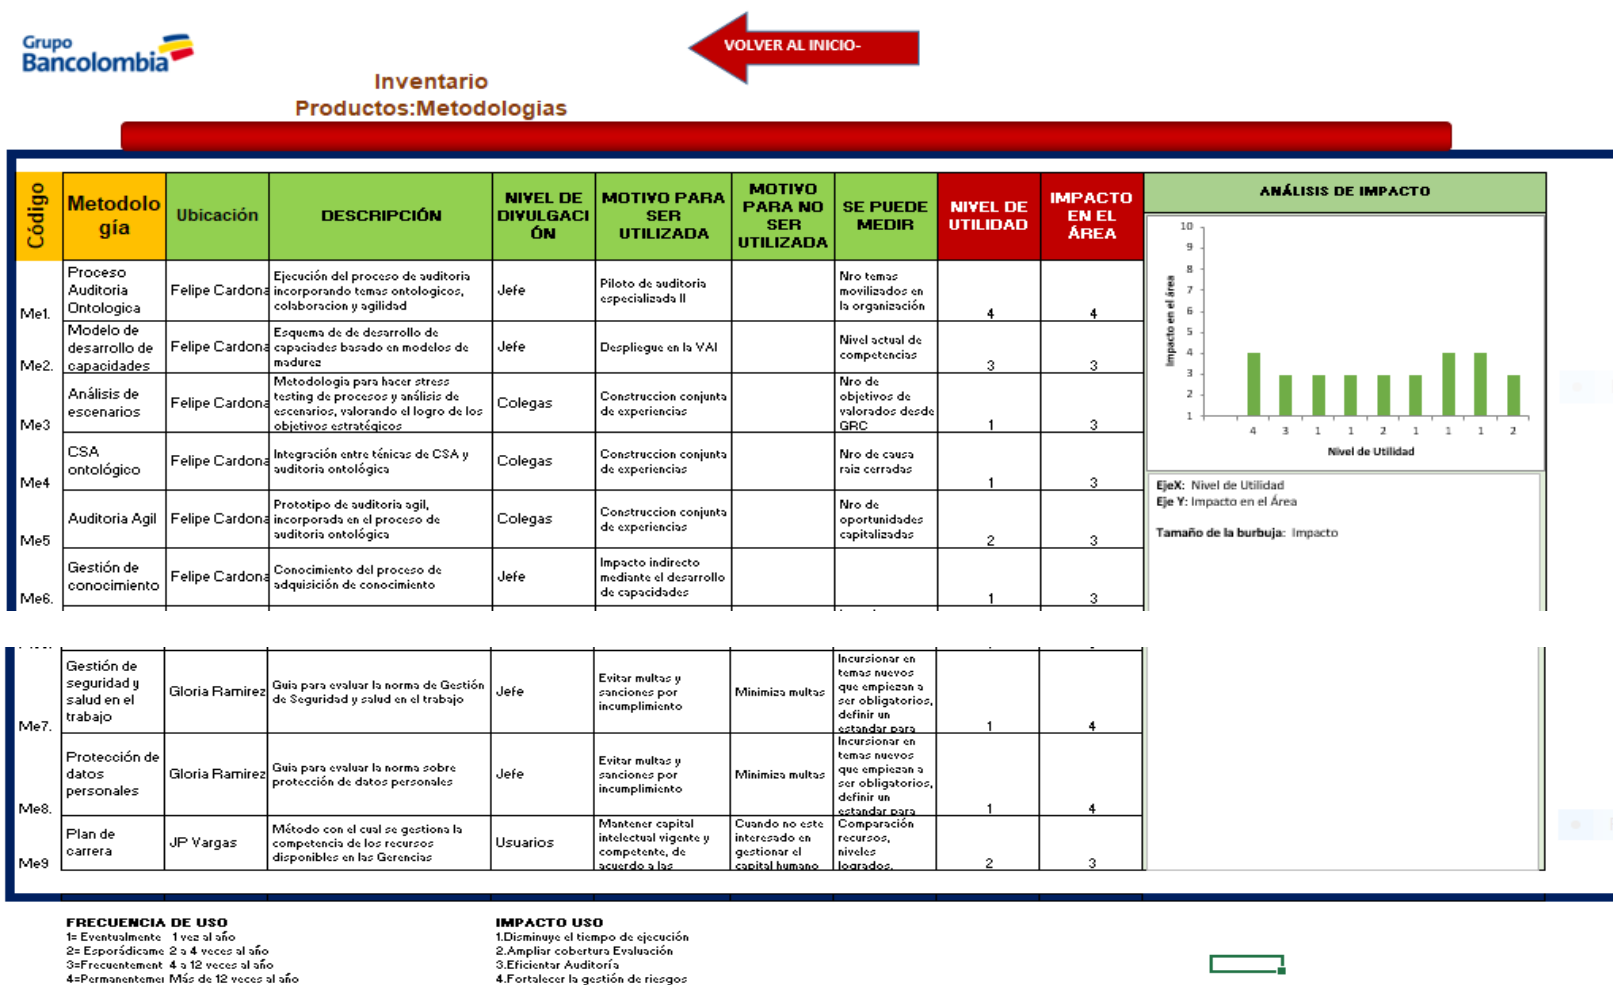 Grupo
Bancolombia
VOLVER AL INICIO-
Inventario
Productos:Metodologias
Código
Metodolo
gía
Ubicación
DESCRIPCIÓN
NIVEL DE
DIVULGACI
ÓN
MOTIVO PARA
SER
UTILIZADA
MOTIVO
PARA NO
SER
UTILIZADA
SE PUEDE
MEDIR
NIVEL DE
UTILIDAD
IMPACTO
EN EL
ÁREA
ANÁLISIS DE IMPACTO
Me1.
Proceso
Auditoria
Ontologica
Felipe Cardona
Ejecución del proceso de auditoria
incorporando temas ontologicos,
colaboracion y agilidad
Jefe
Piloto de auditoria
especializada II
Nro temas
movilizados en
la organización
4
4
Me2.
Modelo de
desarrollo de
capacidades
Felipe Cardona
Esquema de de desarrollo de
capaciades basado en modelos de
madurez
Jefe
Despliegue en la VAI
Nivel actual de
competencias
3
3
Me3
Análisis de
escenarios
Felipe Cardona
Metodologia para hacer stress
testing de procesos y análisis de
escenarios, valorando el logro de los
objetivos estratégicos
Colegas
Construccion conjunta
de experiencias
Nro de
objetivos de
valorados desde
GRC
1
3
Me4
CSA
ontológico
Felipe Cardona
Integración entre ténicas de CSA y
auditoria ontológica
Colegas
Construccion conjunta
de experiencias
Nro de causa
raiz cerradas
1
3
Me5
Auditoria Agil
Felipe Cardona
Prototipo de auditoria agil,
incorporada en el proceso de
auditoria ontológica
Colegas
Construccion conjunta
de experiencias
Nro de
oportunidades
capitalizadas
2
3
Me6.
Gestión de
conocimiento
Felipe Cardona
Conocimiento del proceso de
adquisición de conocimiento
Jefe
Impacto indirecto
mediante el desarrollo
de capacidades
1
3
Impacto en el área
10
9
8
7
6
5
4
3
2
1
4 3 1 1 2 1 1 1 2
Nivel de Utilidad
EjeX: Nivel de Utilidad
Eje Y: Impacto en el Área
Tamaño de la burbuja: Impacto
Me7.
Gestión de
seguridad y
salud en el
trabajo
Gloria Ramirez
Guia para evaluar la norma de Gestión
de Seguridad y salud en el trabajo
Jefe
Evitar multas y
sanciones por
incumplimiento
Minimiza multas
Incursionar en
temas nuevos
que empiezan a
ser obligatorios,
definir un
estandar para
1
4
Me8.
Protección de
datos
personales
Gloria Ramirez
Guia para evaluar la norma sobre
protección de datos personales
Jefe
Evitar multas y
sanciones por
incumplimiento
Minimiza multas
Incursionar en
temas nuevos
que empiezan a
ser obligatorios,
definir un
estandar para
1
4
Me9
Plan de
carrera
JP Vargas
Método con el cual se gestiona la
competencia de los recursos
disponibles en las Gerencias
Usuarios
Mantener capital
intelectual vigente y
competente, de
acuerdo a las
Cuando no este
interesado en
gestionar el
capital humano
Comparación
recursos,
niveles
logrados.
2
3
FRECUENCIA DE USO
1= Eventualmente 1 vez al año
2= Esporádicame 2 a 4 veces al año
3=Frecuentement 4 a 12 veces al año
4=Permanentemer Más de 12 veces al año
IMPACTO USO
1.Disminuye el tiempo de ejecución
2.Ampliar cobertura Evaluación
3.Eficientar Auditoría
4.Fortalecer la gestión de riesgos